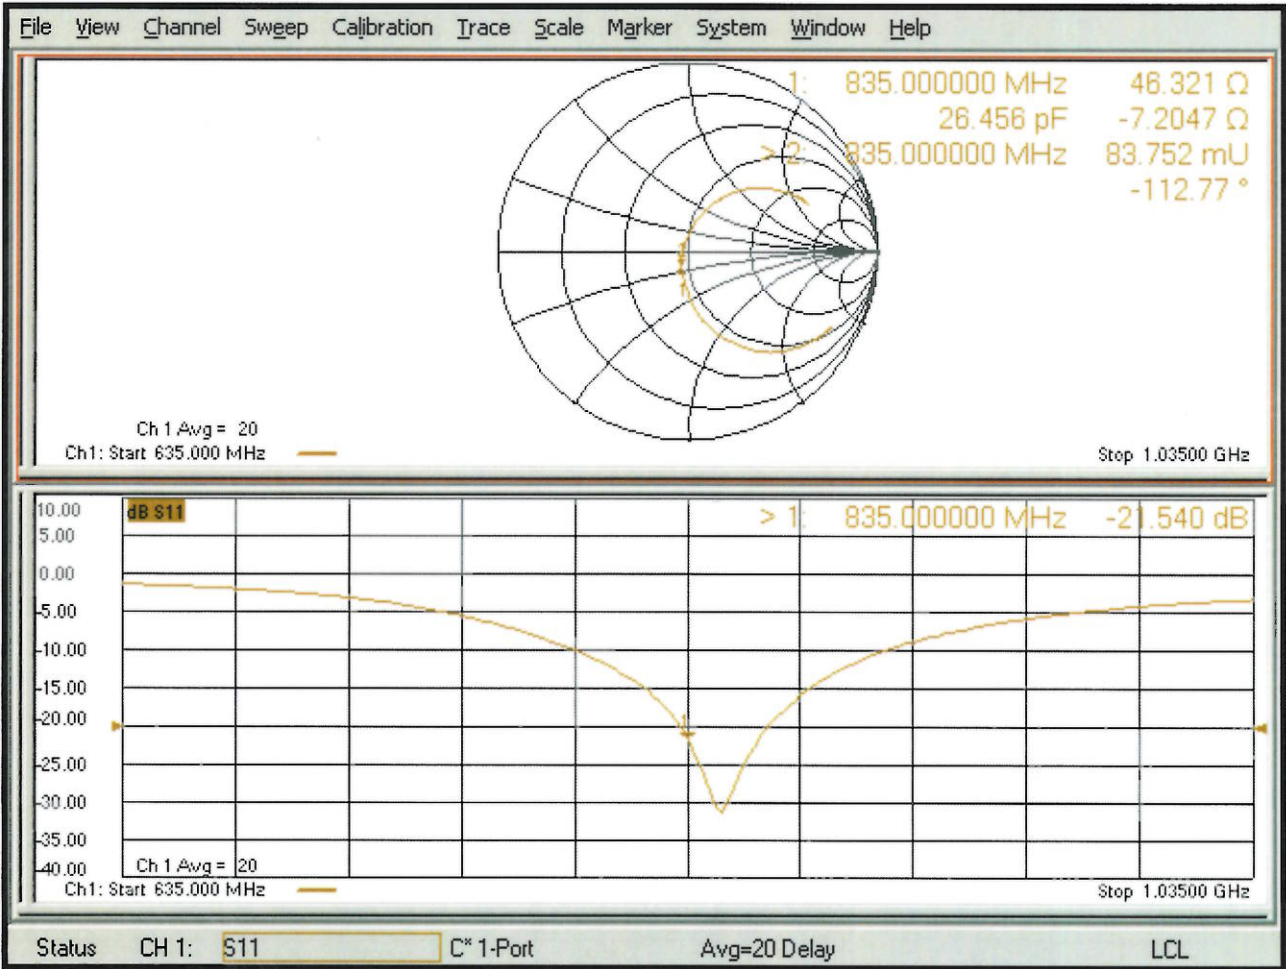 File View Channel Sweep Calibration Trace Scale Marker System Window Help
1: 835.000000 MHz 46.321 Ω
26.456 pF -7.2047 Ω
> 2: 835.000000 MHz 83.752 mU
-112.77 °
Ch 1 Avg = 20
Ch1: Start 635.000 MHz
Stop 1.03500 GHz
10.00
dB S11
> 1: 835.000000 MHz -21.540 dB
5.00
0.00
-5.00
-10.00
-15.00
-20.00
1
-25.00
-30.00
-35.00
-40.00
Ch 1 Avg = 20
Ch1: Start 635.000 MHz
Stop 1.03500 GHz
Status CH 1: S11 C* 1-Port Avg=20 Delay LCL